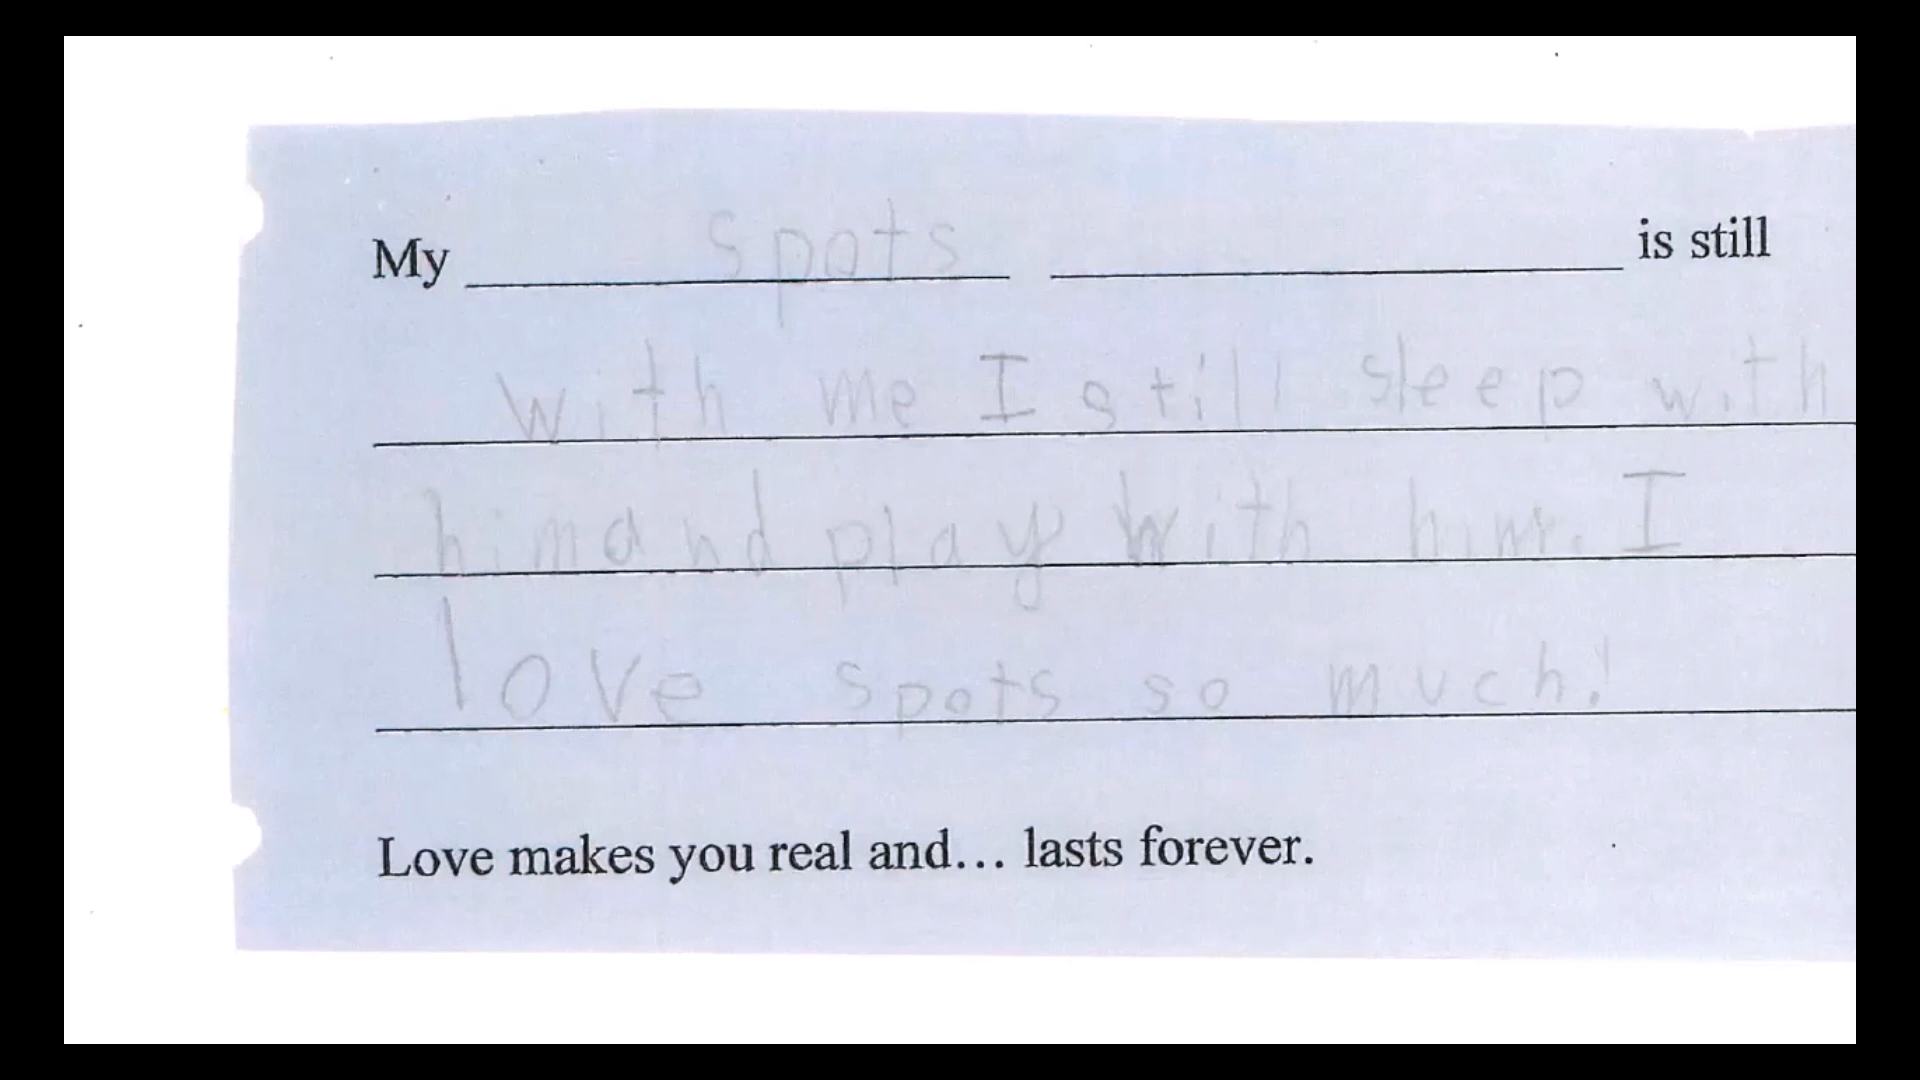 My spots is still
with me I still sleep with
him and play with him. I
love spots so much!
Love makes you real and... lasts forever.